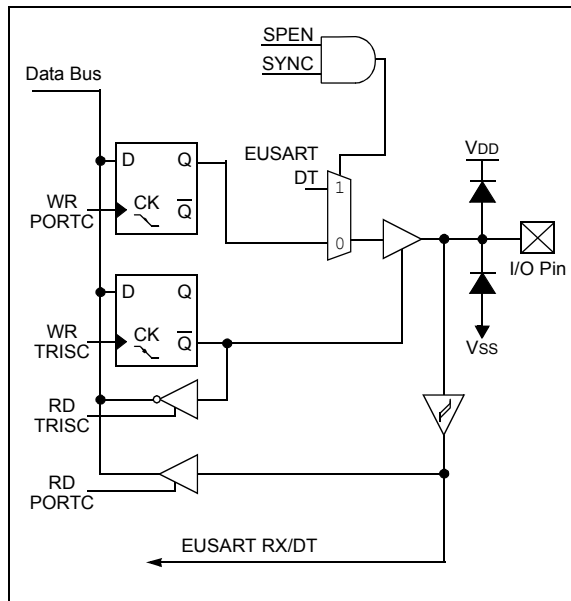 SPEN
SYNC
Data Bus
D Q
CK Q
WR
PORTC
EUSART
DT
1
0
VDD
I/O Pin
VSS
D Q
CK Q
WR
TRISC
RD
TRISC
RD
PORTC
EUSART RX/DT